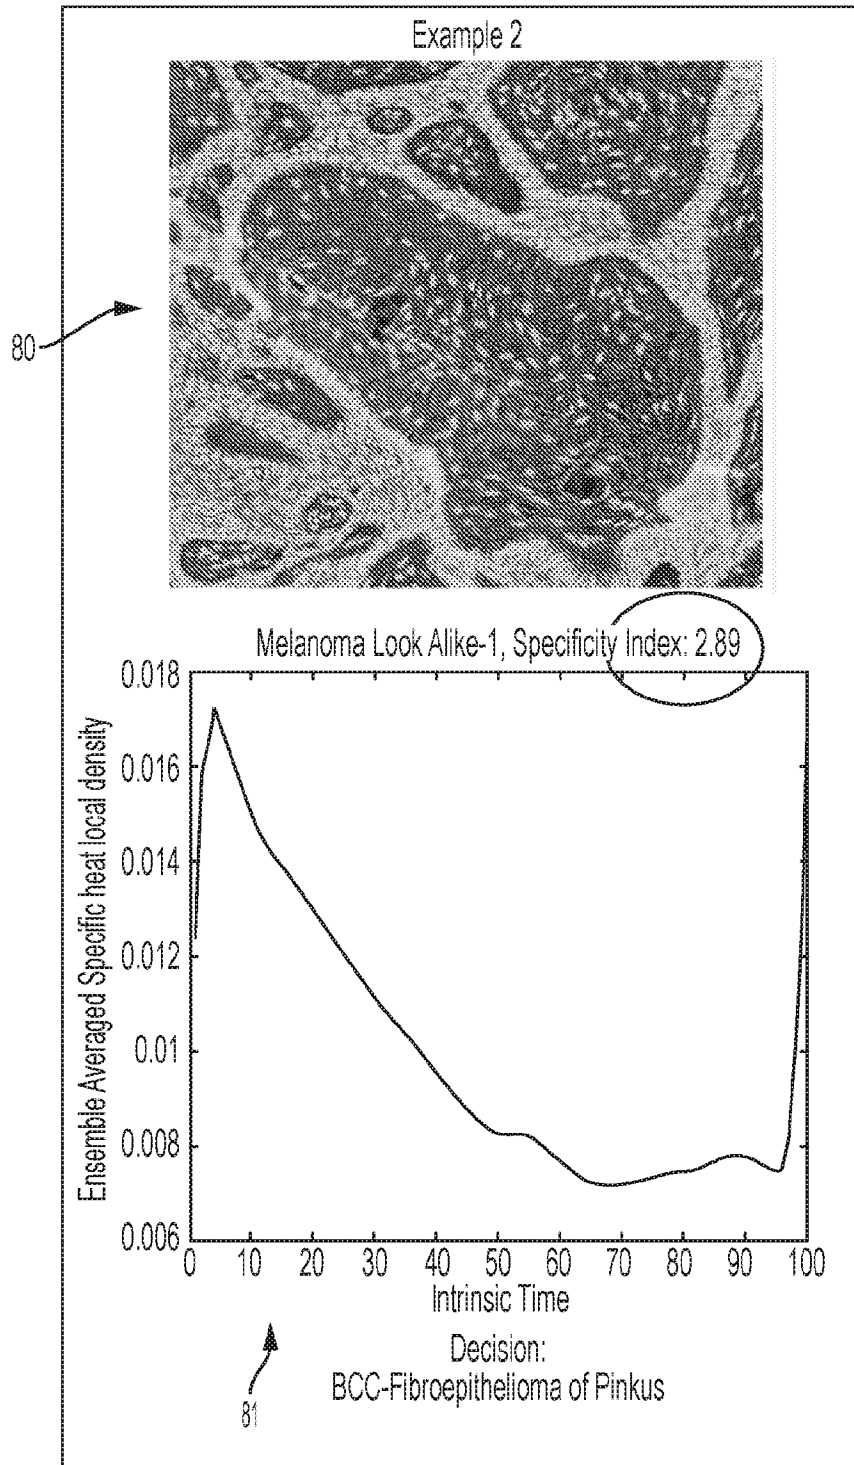 Example 2
80
Melanoma Look Alike-1, Specificity Index: 2.89
Ensemble Averaged Specific heat local density
0.018
0.016
0.014
0.012
0.01
0.008
0.006
0 10 20 30 40 50 60 70 80 90 100
Intrinsic Time
81
Decision:
BCC-Fibroepithelioma of Pinkus